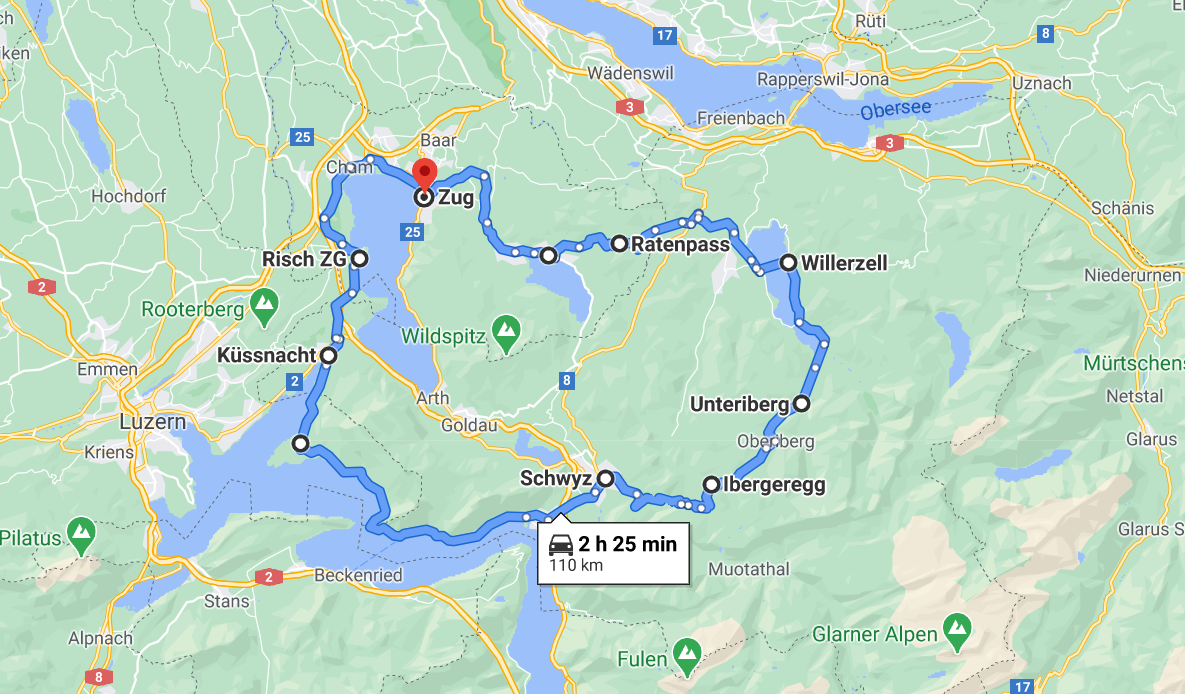 ch
Rüti
17
8
iken
Wädenswil
Rapperswil-Jona
Uznach
3
Obersee
Freienbach
25
Baar
3
Cham
Hochdorf
Zug
Schänis
25
Ratenpass
Risch ZG
Willerzell
Niederurnen
2
Rooterberg
Wildspitz
Küssnacht
Mürtschens
Emmen
2
8
Arth
Netstal
Unteriberg
Luzern
Goldau
Oberiberg
Glarus
Kriens
Schwyz
Ibergeregg
Glarus S
Pilatus
2 h 25 min
110 km
Muotathal
2
Beckenried
Stans
Alpnach
Glarner Alpen
Fulen
8
17